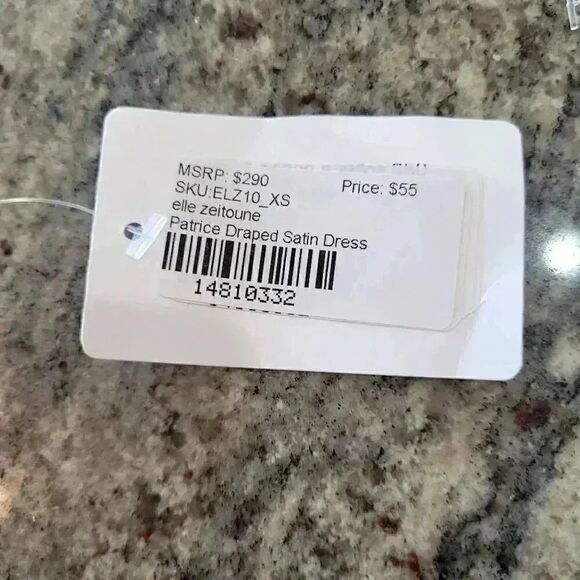 MSRP: $290 Price: $55
SKU:ELZ10_XS
elle zeitoune
Patrice Draped Satin Dress
14810332